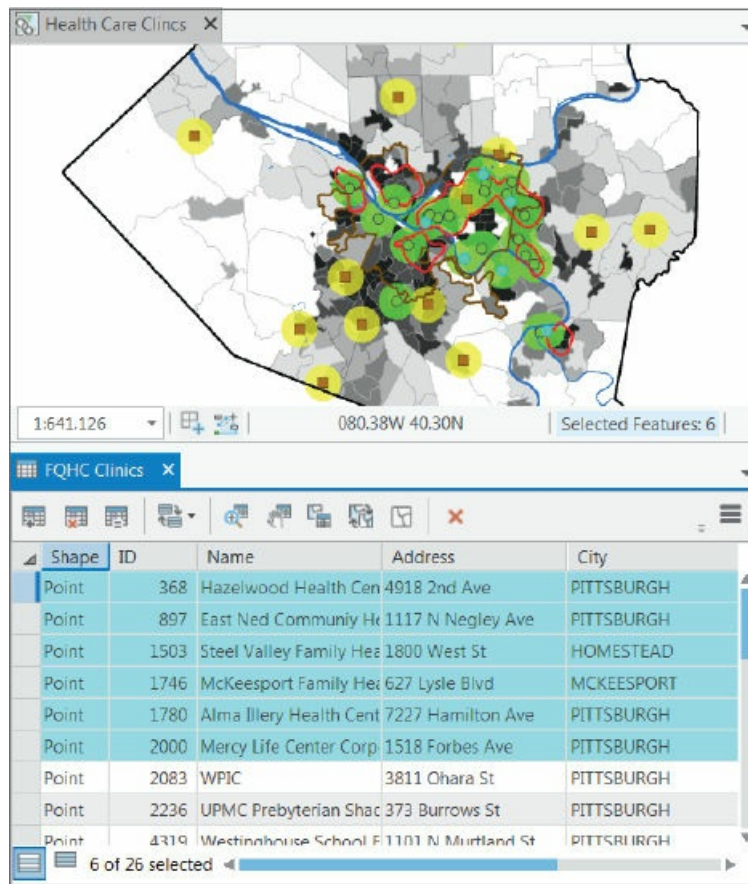 Health Care Clincs
1:641.126
080.38W 40.30N
Selected Features: 6
FQHC Clinics
Shape ID Name Address City
Point 368 Hazelwood Health Cen 4918 2nd Ave PITTSBURGH
Point 897 East Ned Communiy He 1117 N Negley Ave PITTSBURGH
Point 1503 Steel Valley Family Hea 1800 West St HOMESTEAD
Point 1746 McKeesport Family Hea 627 Lysle Blvd MCKEESPORT
Point 1780 Alma Illery Health Cent 7227 Hamilton Ave PITTSBURGH
Point 2000 Mercy Life Center Corp 1518 Forbes Ave PITTSBURGH
Point 2083 WPIC 3811 Ohara St PITTSBURGH
Point 2236 UPMC Prebyterian Shad 373 Burrows St PITTSBURGH
Point 4319 Westinghouse School F 1101 N Murtland St PITTSBURGH
6 of 26 selected